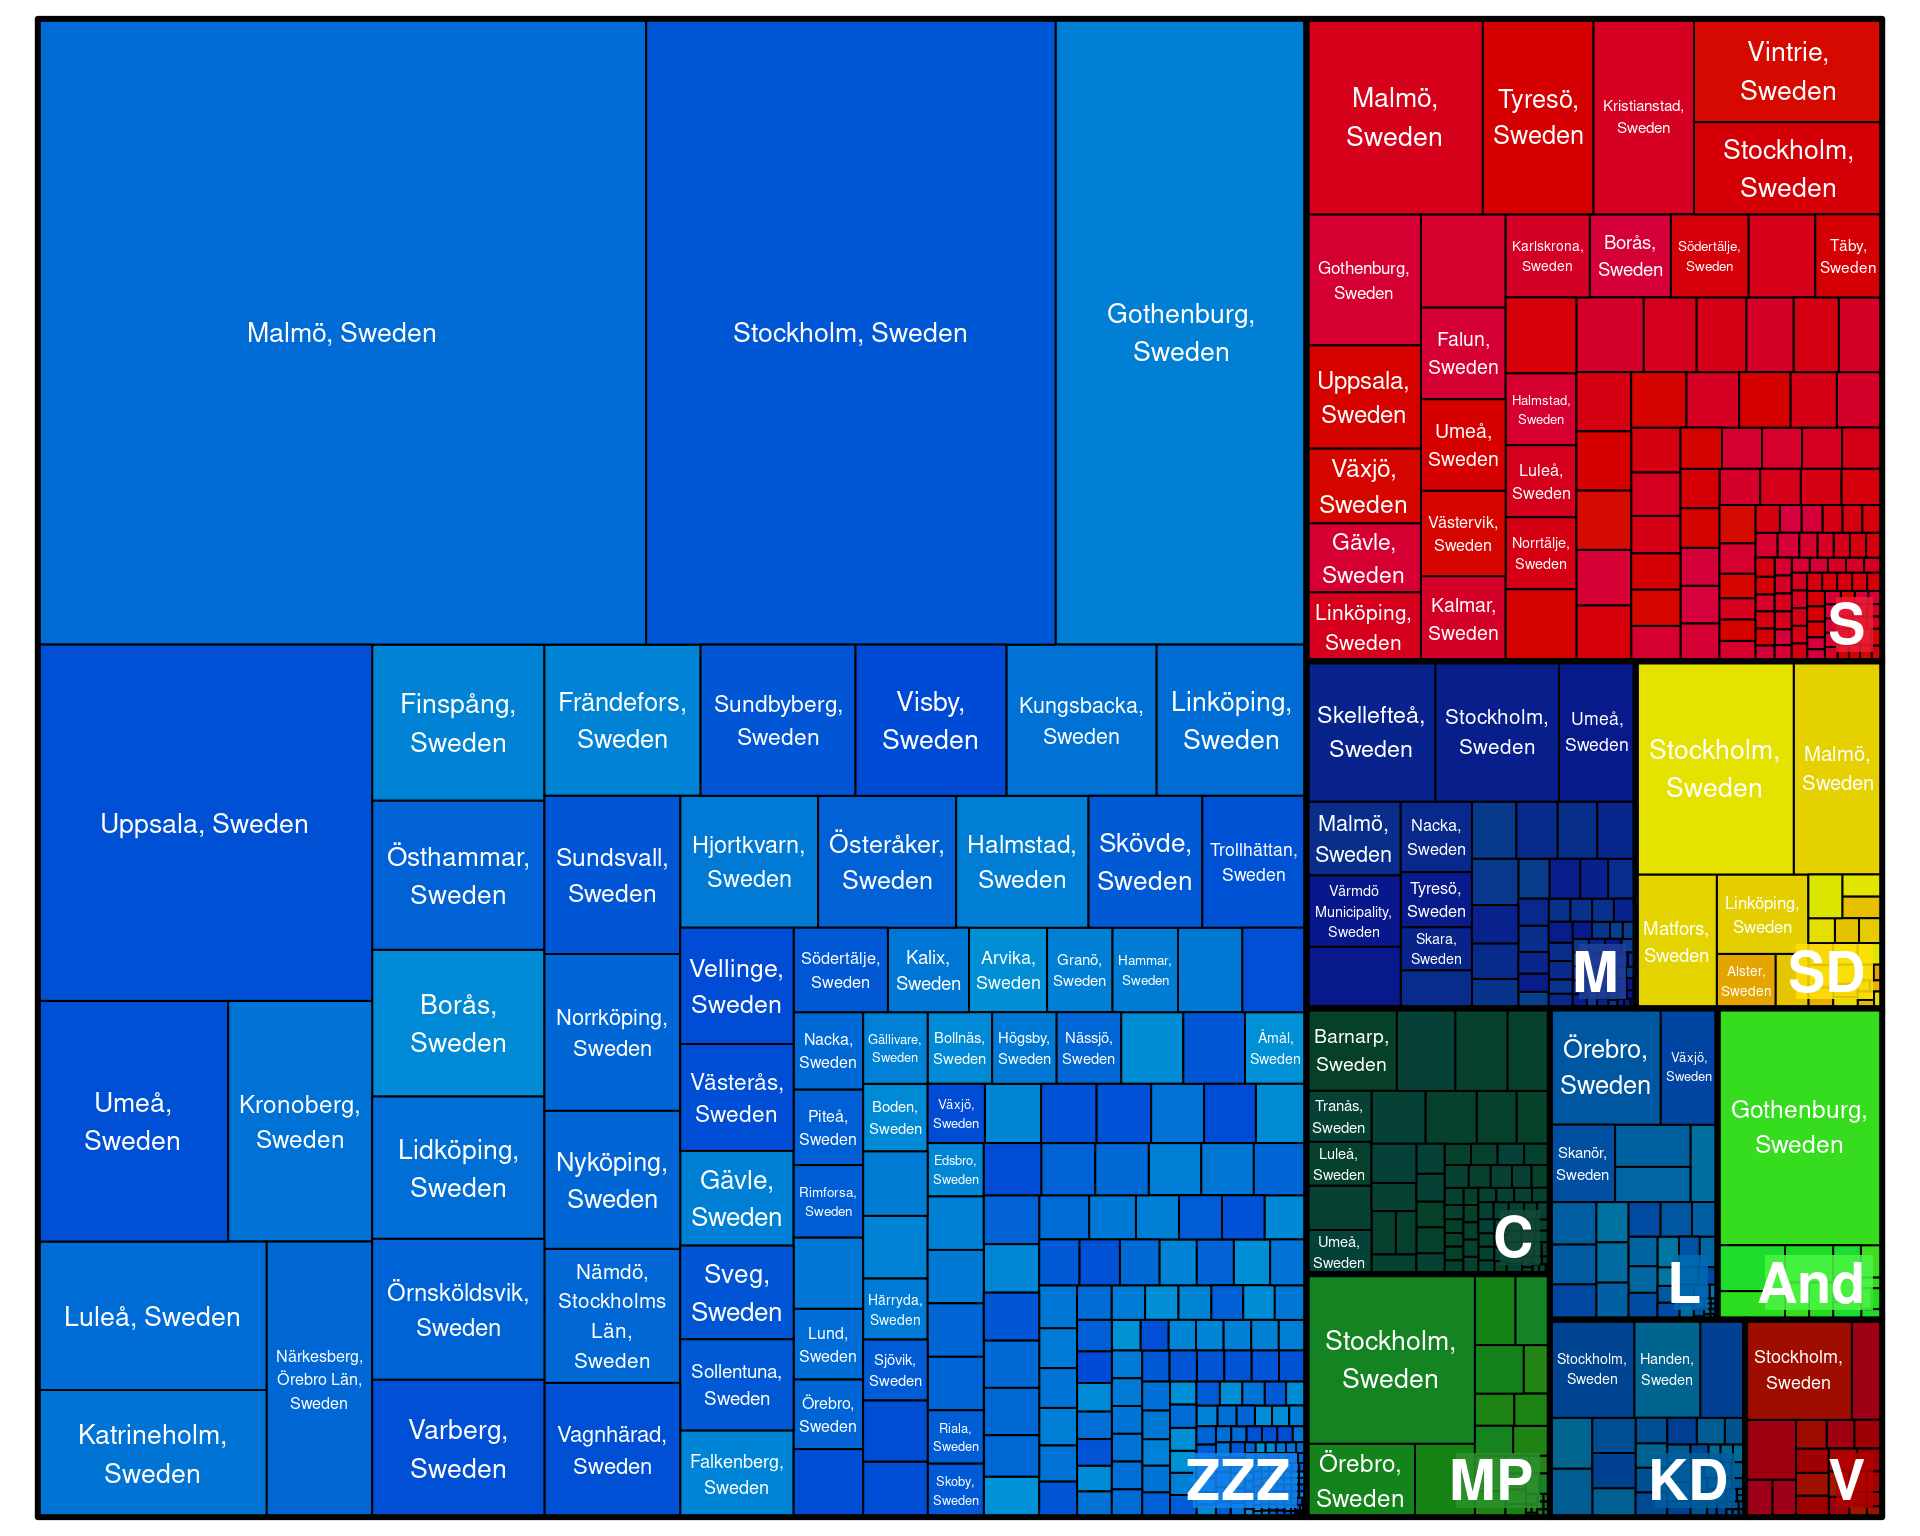 Malmö, Sweden
Stockholm, Sweden
Gothenburg,
Sweden
Uppsala, Sweden
Umeå,
Sweden
Kronoberg,
Sweden
Luleå, Sweden
Katrineholm,
Sweden
Närkesberg,
Örebro Län,
Sweden
Finspång,
Sweden
Östhammar,
Sweden
Borås,
Sweden
Lidköping,
Sweden
Örnsköldsvik,
Sweden
Varberg,
Sweden
Frändefors,
Sweden
Sundbyberg,
Sweden
Visby,
Sweden
Kungsbacka,
Sweden
Linköping,
Sweden
Sundsvall,
Sweden
Norrköping,
Sweden
Nyköping,
Sweden
Nämdö,
Stockholms
Län,
Sweden
Vagnhärad,
Sweden
Hjortkvarn,
Sweden
Österåker,
Sweden
Halmstad,
Sweden
Skövde,
Sweden
Trollhättan,
Sweden
Vellinge,
Sweden
Västerås,
Sweden
Gävle,
Sweden
Sveg,
Sweden
Sollentuna,
Sweden
Falkenberg,
Sweden
Södertälje,
Sweden
Kalix,
Sweden
Arvika,
Sweden
Granö,
Sweden
Hammar,
Sweden
Nacka,
Sweden
Piteå,
Sweden
Rimforsa,
Sweden
Lund,
Sweden
Örebro,
Sweden
Gällivare,
Sweden
Bollnäs,
Sweden
Högsby,
Sweden
Nässjö,
Sweden
Åmål,
Sweden
Boden,
Sweden
Härryda,
Sweden
Sjövik,
Sweden
Växjö,
Sweden
Edsbro,
Sweden
Riala,
Sweden
Skoby,
Sweden
ZZZ
Malmö,
Sweden
Tyresö,
Sweden
Kristianstad,
Sweden
Vintrie,
Sweden
Stockholm,
Sweden
Gothenburg,
Sweden
Uppsala,
Sweden
Växjö,
Sweden
Gävle,
Sweden
Linköping,
Sweden
Falun,
Sweden
Umeå,
Sweden
Västervik,
Sweden
Kalmar,
Sweden
Karlskrona,
Sweden
Borås,
Sweden
Södertälje,
Sweden
Täby,
Sweden
Halmstad,
Sweden
Luleå,
Sweden
Norrtälje,
Sweden
S
Skellefteå,
Sweden
Stockholm,
Sweden
Umeå,
Sweden
Malmö,
Sweden
Värmdö
Municipality,
Sweden
Nacka,
Sweden
Tyresö,
Sweden
Skara,
Sweden
M
Stockholm,
Sweden
Malmö,
Sweden
Matfors,
Sweden
Linköping,
Sweden
Alster,
Sweden
SD
Barnarp,
Sweden
Tranås,
Sweden
Luleå,
Sweden
Umeå,
Sweden
C
Örebro,
Sweden
Växjö,
Sweden
Skanör,
Sweden
L
Gothenburg,
Sweden
And
Stockholm,
Sweden
Örebro,
Sweden
MP
Stockholm,
Sweden
Handen,
Sweden
KD
Stockholm,
Sweden
V